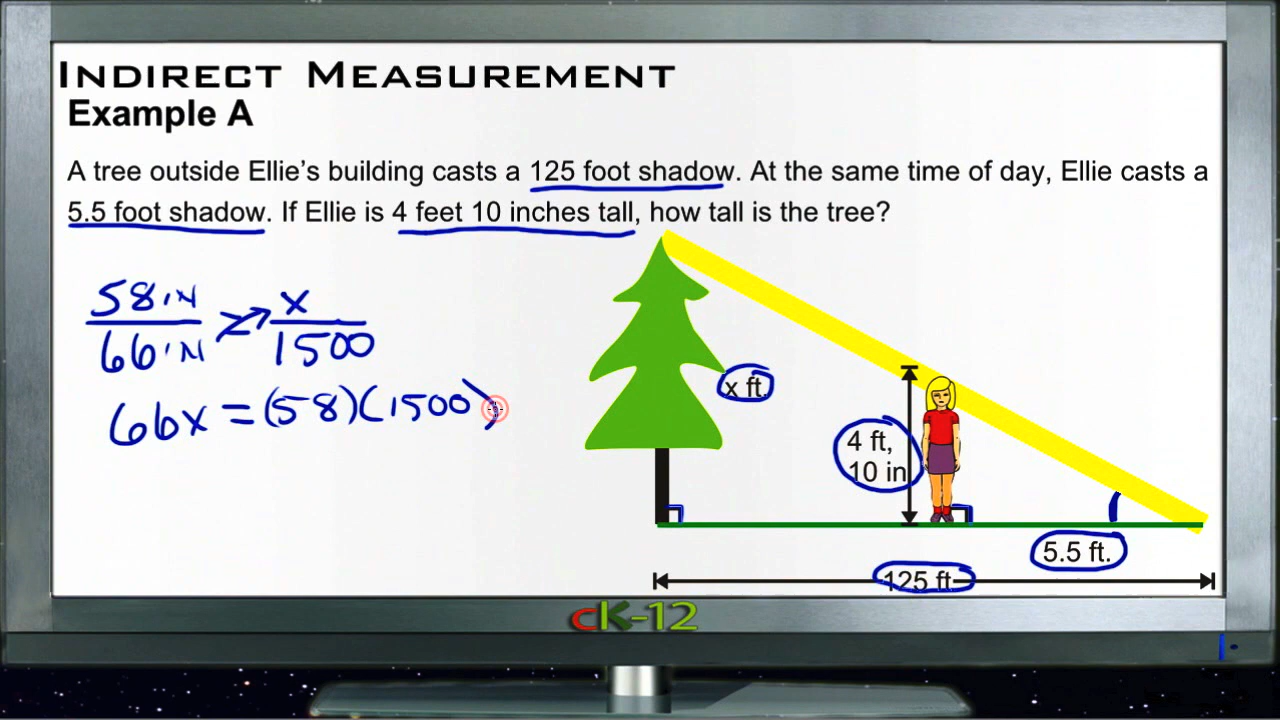 INDIRECT MEASUREMENT
Example A
A tree outside Ellie's building casts a 125 foot shadow. At the same time of day, Ellie casts a
5.5 foot shadow. If Ellie is 4 feet 10 inches tall, how tall is the tree?
58 IN
66 IN
x
1500
66x = (58)(1500)
x ft.
4 ft,
10 in
5.5 ft.
125 ft
cK-12